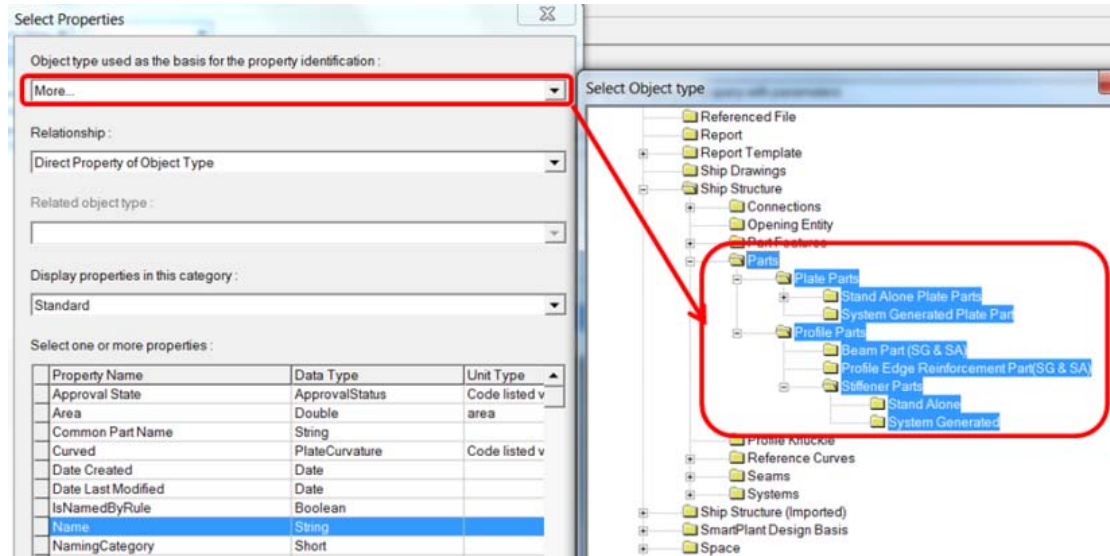 Select Properties
Object type used as the basis for the property identification :
More...
Relationship :
Direct Property of Object Type
Related object type :
Display properties in this category :
Standard
Select one or more properties :
Property Name Data Type Unit Type
Approval State ApprovalStatus Code listed v
Area Double area
Common Part Name String
Curved PlateCurvature Code listed v
Date Created Date
Date Last Modified Date
IsNamedByRule Boolean
Name String
NamingCategory Short
Select Object type
Referenced File
Report
Report Template
Ship Drawings
Ship Structure
Connections
Opening Entity
Part Features
Parts
Plate Parts
Stand Alone Plate Parts
System Generated Plate Part
Profile Parts
Beam Part (SG & SA)
Profile Edge Reinforcement Part(SG & SA)
Stiffener Parts
Stand Alone
System Generated
Profile Knuckle
Reference Curves
Seams
Systems
Ship Structure (Imported)
SmartPlant Design Basis
Space